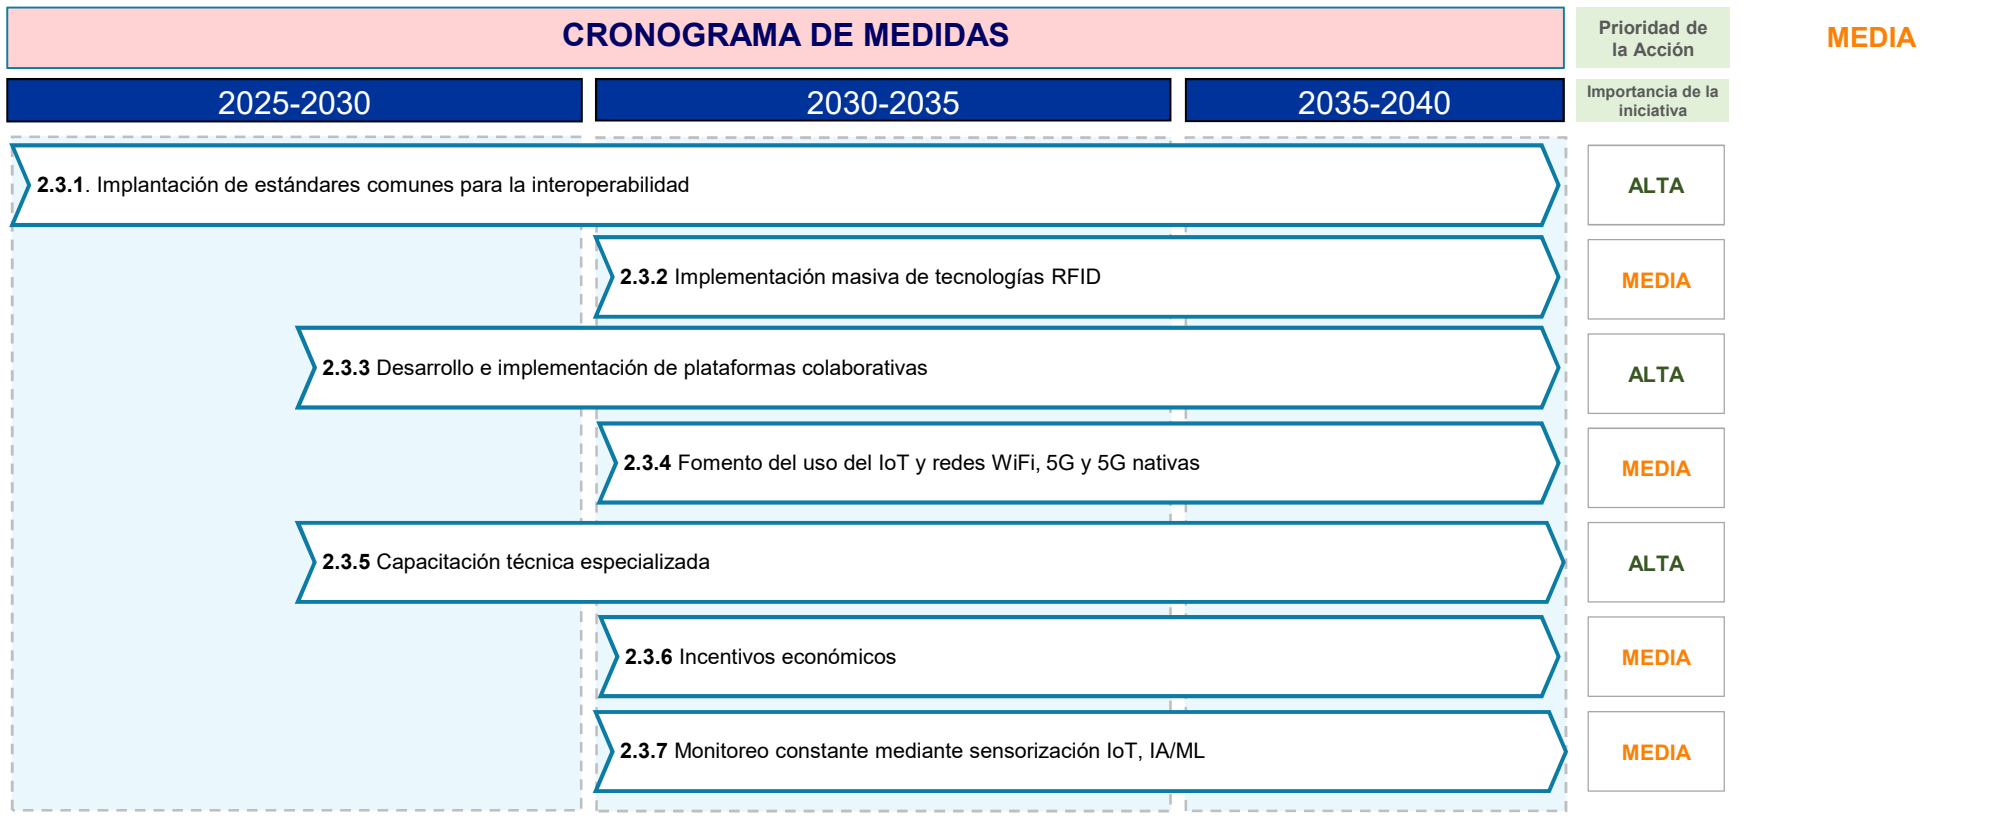 CRONOGRAMA DE MEDIDAS
Prioridad de
la Acción
MEDIA
2025-2030
2030-2035
2035-2040
Importancia de la
iniciativa
2.3.1. Implantación de estándares comunes para la interoperabilidad
ALTA
2.3.2 Implementación masiva de tecnologías RFID
MEDIA
2.3.3 Desarrollo e implementación de plataformas colaborativas
ALTA
2.3.4 Fomento del uso del IoT y redes WiFi, 5G y 5G nativas
MEDIA
2.3.5 Capacitación técnica especializada
ALTA
2.3.6 Incentivos económicos
MEDIA
2.3.7 Monitoreo constante mediante sensorización IoT, IA/ML
MEDIA